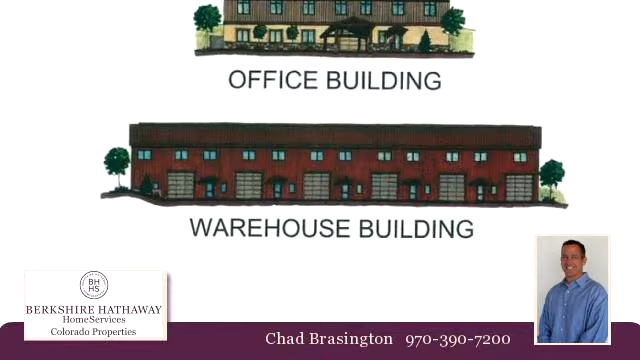 OFFICE BUILDING
WAREHOUSE BUILDING
BH
HS
BERKSHIRE HATHAWAY
HomeServices
Colorado Properties
Chad Brasington 970-390-7200